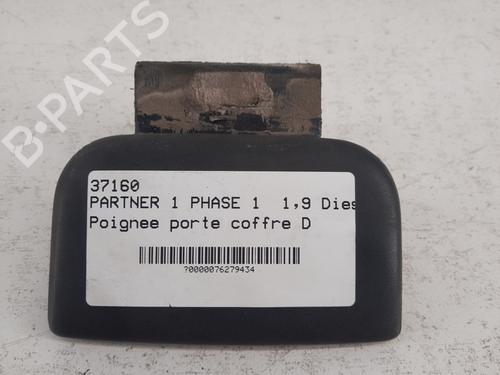 B-PARTS
37160
PARTNER 1 PHASE 1 1,9 Dies
Poignee porte coffre D
?0000076279434